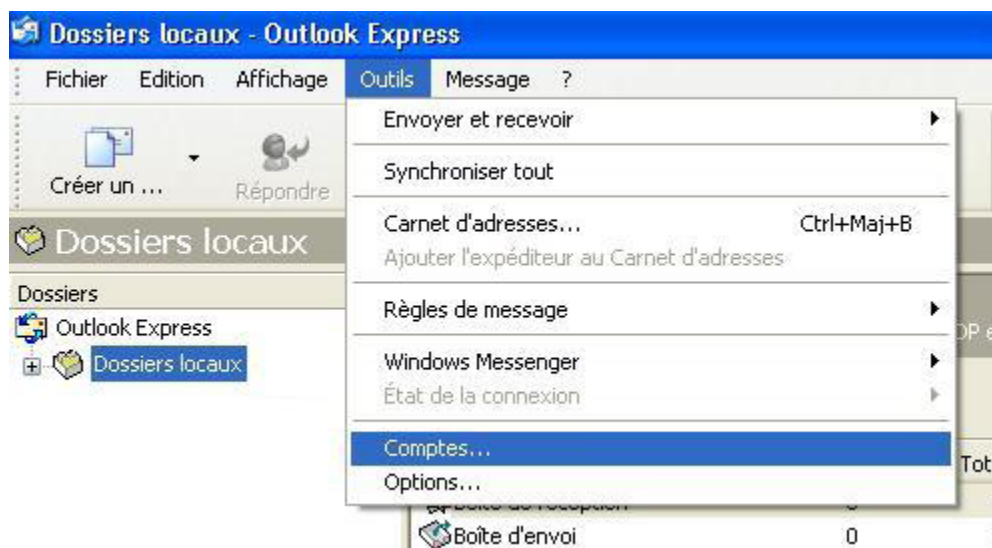 Dossiers locaux - Outlook Express
Fichier Edition Affichage Outils Message ?
Créer un ... Répondre
Dossiers locaux
Dossiers
Outlook Express
Dossiers locaux
Envoyer et recevoir
Synchroniser tout
Carnet d'adresses... Ctrl+Maj+B
Ajouter l'expéditeur au Carnet d'adresses
Règles de message
Windows Messenger
État de la connexion
Comptes...
Options...
OP e
Tot
Boîte d'envoi 0